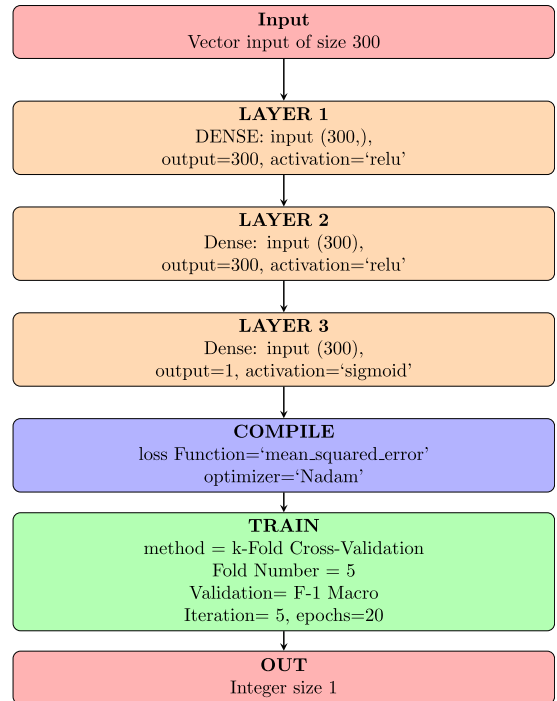 Input
Vector input of size 300
LAYER 1
DENSE: input (300,),
output=300, activation=‘relu’
LAYER 2
Dense: input (300),
output=300, activation=‘relu’
LAYER 3
Dense: input (300),
output=1, activation=‘sigmoid’
COMPILE
loss Function=‘mean_squared_error’
optimizer=‘Nadam’
TRAIN
method = k-Fold Cross-Validation
Fold Number = 5
Validation= F-1 Macro
Iteration= 5, epochs=20
OUT
Integer size 1